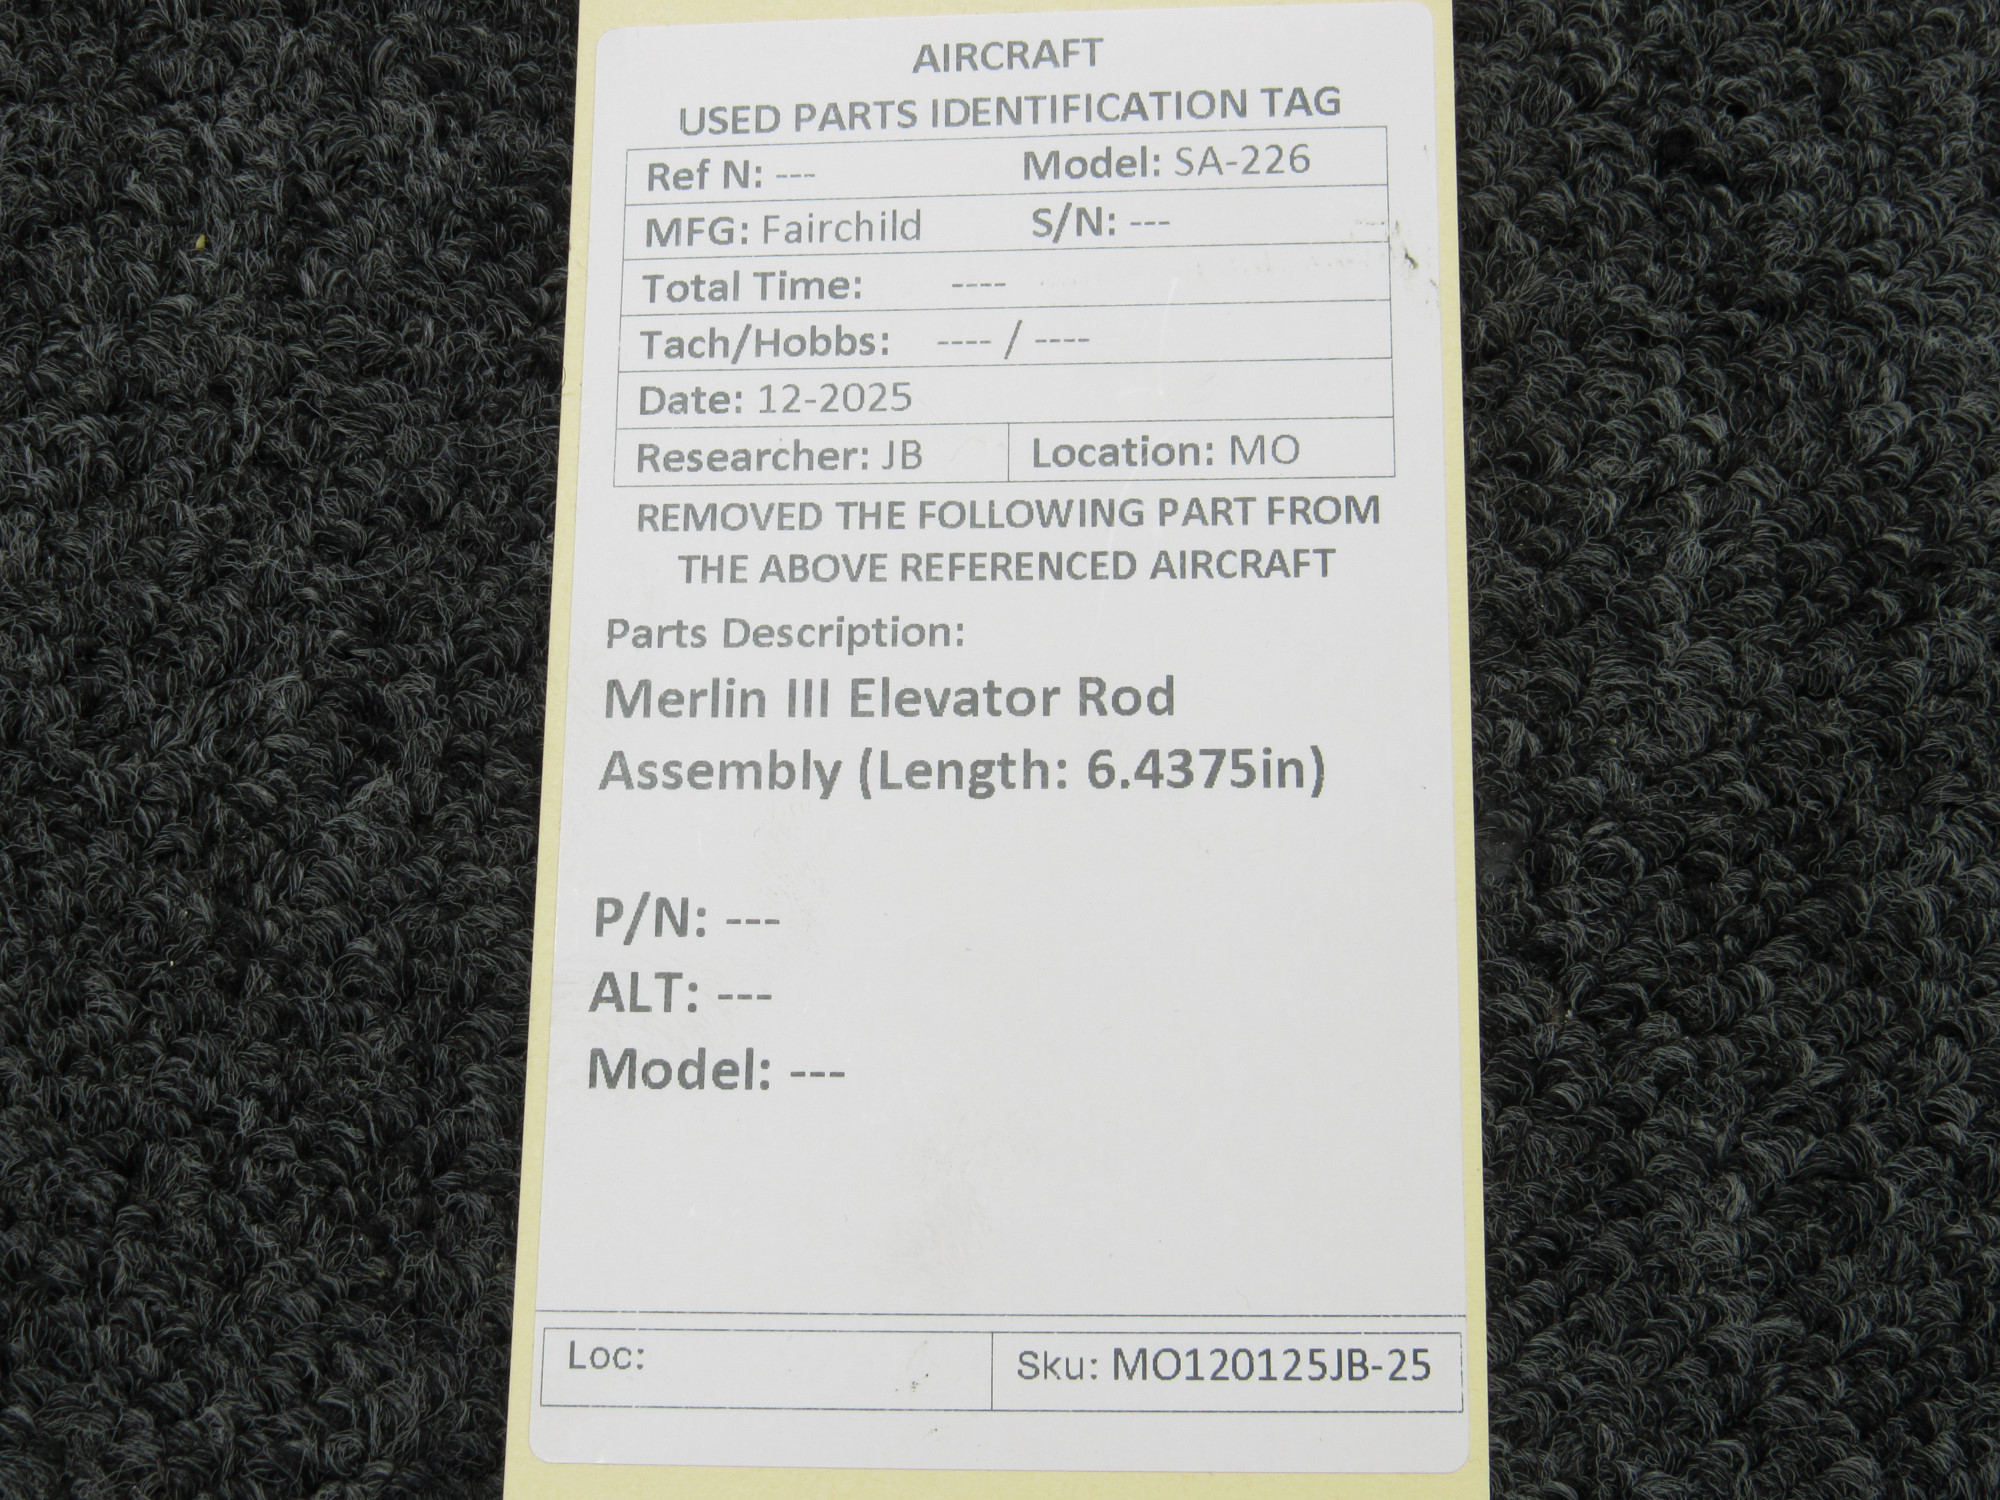 AIRCRAFT
USED PARTS IDENTIFICATION TAG
Ref N: --- Model: SA-226
MFG: Fairchild S/N: ---
Total Time: ----
Tach/Hobbs: ---- / ----
Date: 12-2025
Researcher: JB Location: MO
REMOVED THE FOLLOWING PART FROM
THE ABOVE REFERENCED AIRCRAFT
Parts Description:
Merlin III Elevator Rod
Assembly (Length: 6.4375in)
P/N: ---
ALT: ---
Model: ---
Loc: Sku: MO120125JB-25